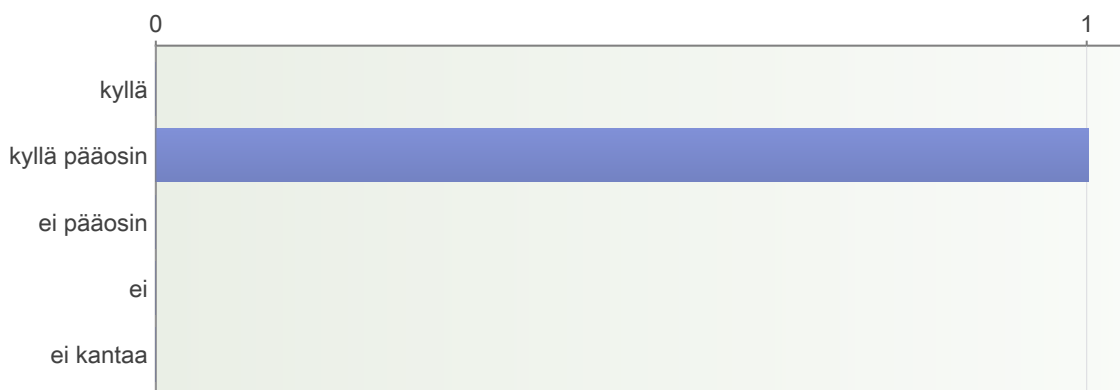 0 1
kyllä
kyllä pääosin
ei pääosin
ei
ei kantaa